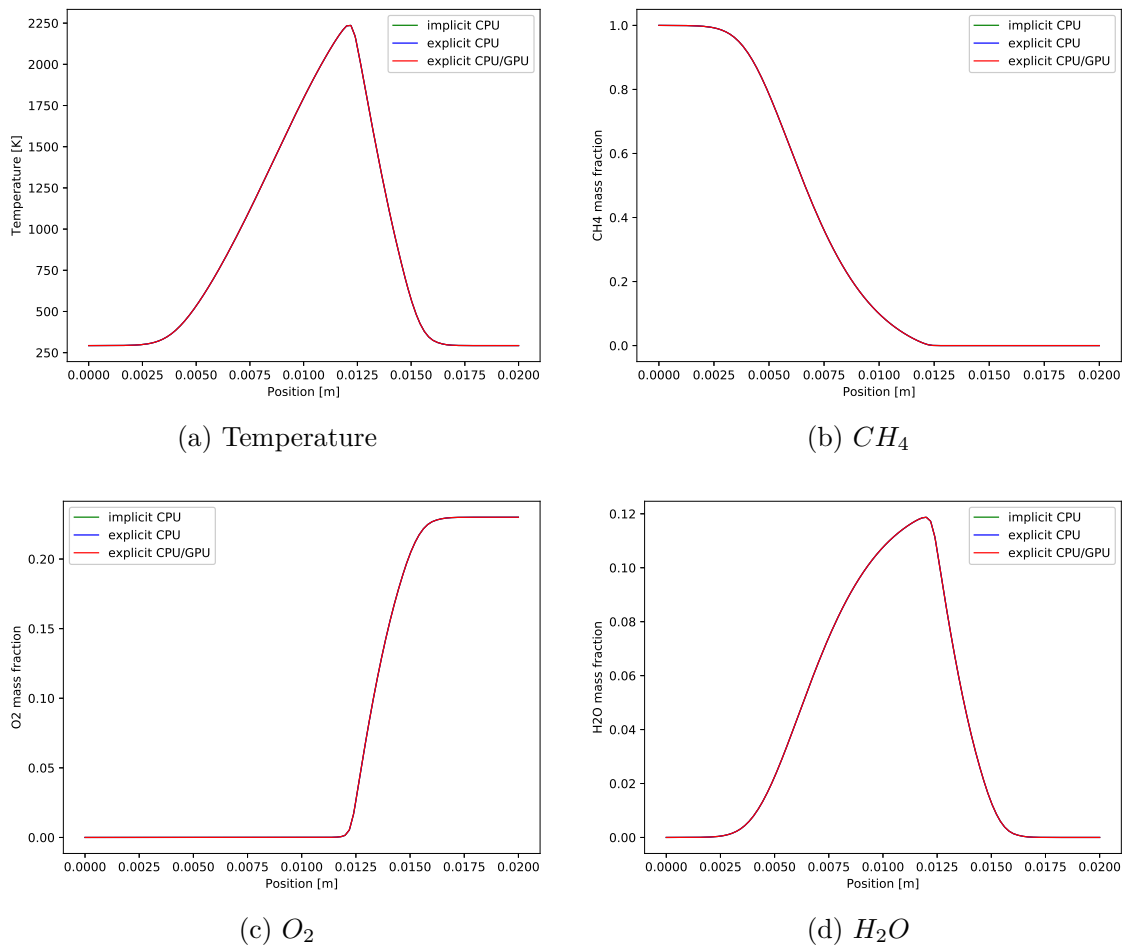 2250
2000
1750
1500
1250
1000
750
500
250
Temperature [K]
implicit CPU
explicit CPU
explicit CPU/GPU
0.0000 0.0025 0.0050 0.0075 0.0100 0.0125 0.0150 0.0175 0.0200
Position [m]
(a) Temperature
1.0
0.8
0.6
0.4
0.2
0.0
CH4 mass fraction
implicit CPU
explicit CPU
explicit CPU/GPU
0.0000 0.0025 0.0050 0.0075 0.0100 0.0125 0.0150 0.0175 0.0200
Position [m]
(b) CH₄
0.20
0.15
0.10
0.05
0.00
O2 mass fraction
implicit CPU
explicit CPU
explicit CPU/GPU
0.0000 0.0025 0.0050 0.0075 0.0100 0.0125 0.0150 0.0175 0.0200
Position [m]
(c) O₂
0.12
0.10
0.08
0.06
0.04
0.02
0.00
H2O mass fraction
implicit CPU
explicit CPU
explicit CPU/GPU
0.0000 0.0025 0.0050 0.0075 0.0100 0.0125 0.0150 0.0175 0.0200
Position [m]
(d) H₂O